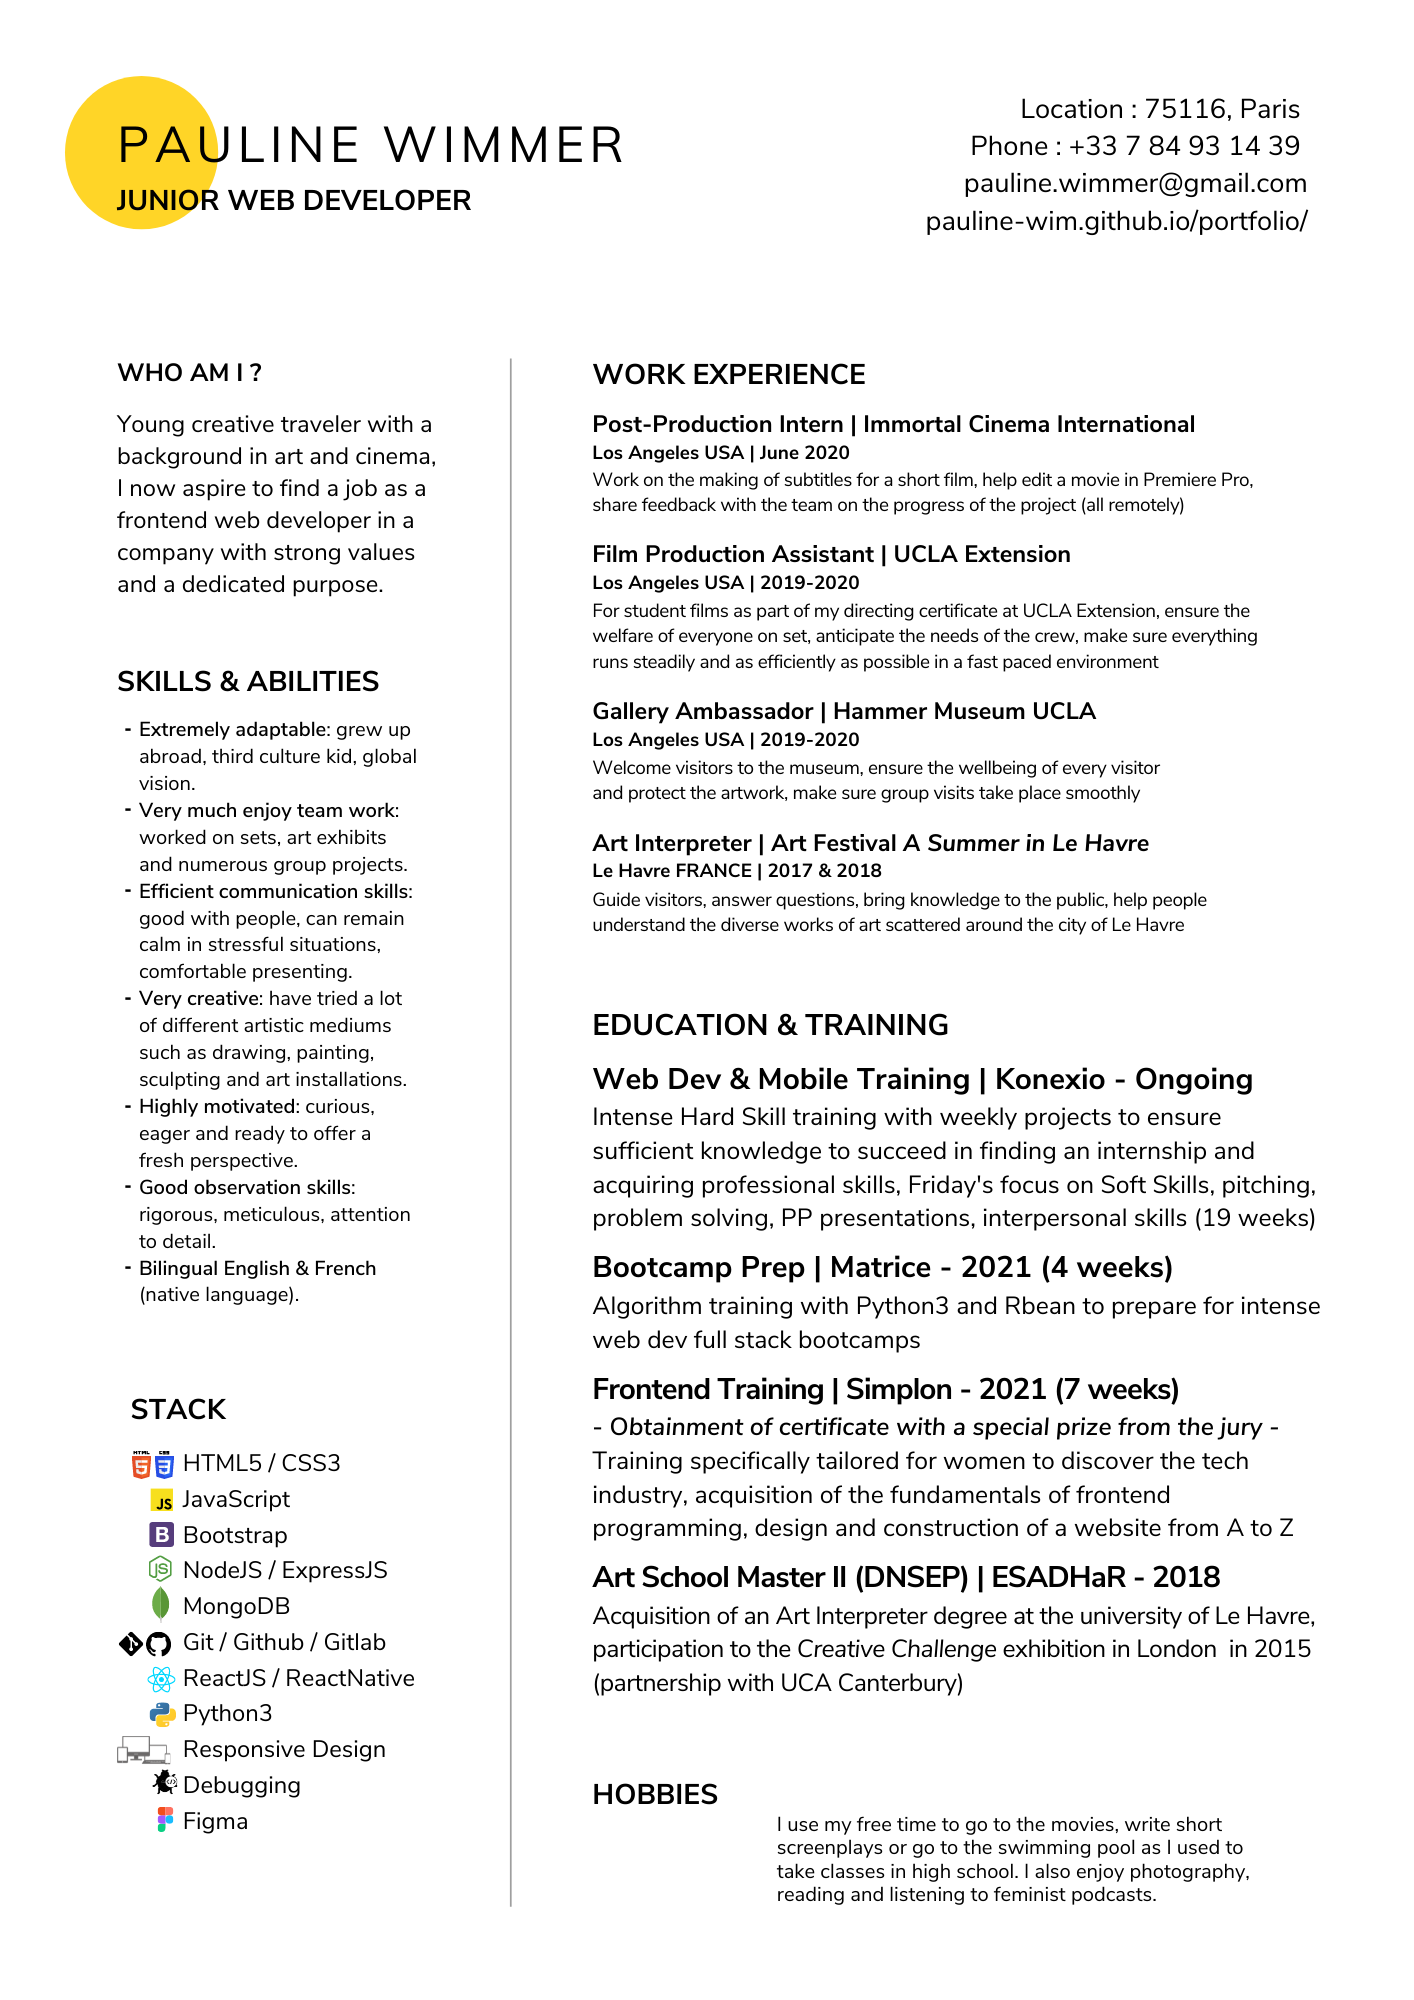 PAULINE WIMMER
JUNIOR WEB DEVELOPER
Location : 75116, Paris
Phone : +33 7 84 93 14 39
pauline.wimmer@gmail.com
pauline-wim.github.io/portfolio/
WHO AM I ?
Young creative traveler with a
background in art and cinema,
I now aspire to find a job as a
frontend web developer in a
company with strong values
and a dedicated purpose.
SKILLS & ABILITIES
- Extremely adaptable: grew up
abroad, third culture kid, global
vision.
- Very much enjoy team work:
worked on sets, art exhibits
and numerous group projects.
- Efficient communication skills:
good with people, can remain
calm in stressful situations,
comfortable presenting.
- Very creative: have tried a lot
of different artistic mediums
such as drawing, painting,
sculpting and art installations.
- Highly motivated: curious,
eager and ready to offer a
fresh perspective.
- Good observation skills:
rigorous, meticulous, attention
to detail.
- Bilingual English & French
(native language).
STACK
HTML CSS
5 3 HTML5 / CSS3
JS JavaScript
B Bootstrap
JS NodeJS / ExpressJS
MongoDB
Git / Github / Gitlab
ReactJS / ReactNative
Python3
Responsive Design
</> Debugging
Figma
WORK EXPERIENCE
Post-Production Intern | Immortal Cinema International
Los Angeles USA | June 2020
Work on the making of subtitles for a short film, help edit a movie in Premiere Pro,
share feedback with the team on the progress of the project (all remotely)
Film Production Assistant | UCLA Extension
Los Angeles USA | 2019-2020
For student films as part of my directing certificate at UCLA Extension, ensure the
welfare of everyone on set, anticipate the needs of the crew, make sure everything
runs steadily and as efficiently as possible in a fast paced environment
Gallery Ambassador | Hammer Museum UCLA
Los Angeles USA | 2019-2020
Welcome visitors to the museum, ensure the wellbeing of every visitor
and protect the artwork, make sure group visits take place smoothly
Art Interpreter | Art Festival A Summer in Le Havre
Le Havre FRANCE | 2017 & 2018
Guide visitors, answer questions, bring knowledge to the public, help people
understand the diverse works of art scattered around the city of Le Havre
EDUCATION & TRAINING
Web Dev & Mobile Training | Konexio - Ongoing
Intense Hard Skill training with weekly projects to ensure
sufficient knowledge to succeed in finding an internship and
acquiring professional skills, Friday's focus on Soft Skills, pitching,
problem solving, PP presentations, interpersonal skills (19 weeks)
Bootcamp Prep | Matrice - 2021 (4 weeks)
Algorithm training with Python3 and Rbean to prepare for intense
web dev full stack bootcamps
Frontend Training | Simplon - 2021 (7 weeks)
- Obtainment of certificate with a special prize from the jury -
Training specifically tailored for women to discover the tech
industry, acquisition of the fundamentals of frontend
programming, design and construction of a website from A to Z
Art School Master II (DNSEP) | ESADHaR - 2018
Acquisition of an Art Interpreter degree at the university of Le Havre,
participation to the Creative Challenge exhibition in London in 2015
(partnership with UCA Canterbury)
HOBBIES
I use my free time to go to the movies, write short
screenplays or go to the swimming pool as I used to
take classes in high school. I also enjoy photography,
reading and listening to feminist podcasts.